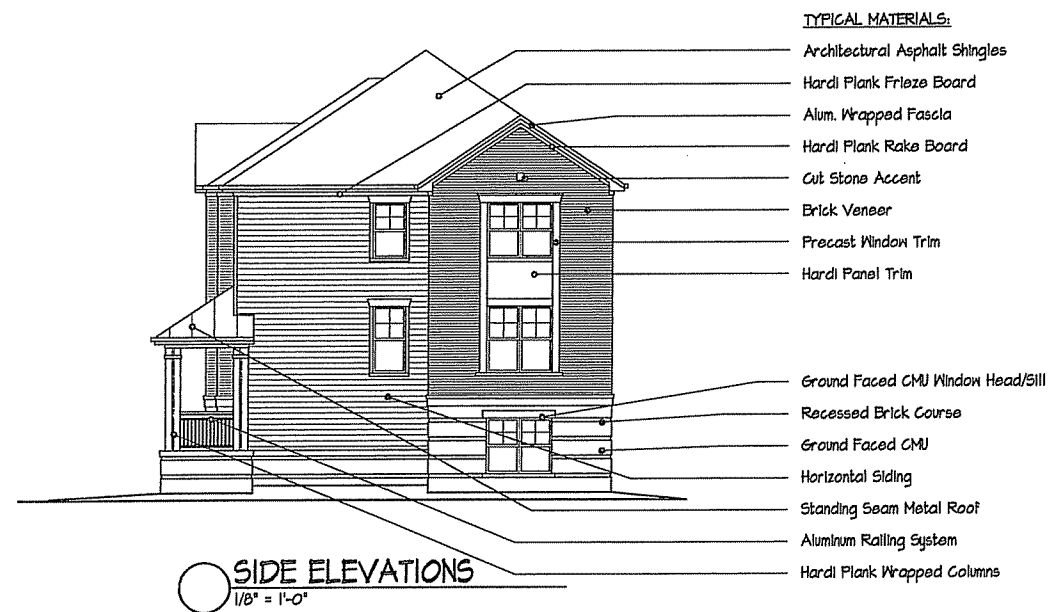 TYPICAL MATERIALS:
Architectural Asphalt Shingles
Hardi Plank Frieze Board
Alum. Wrapped Fascia
Hardi Plank Rake Board
Cut Stone Accent
Brick Veneer
Precast Window Trim
Hardi Panel Trim
Ground Faced CMU Window Head/Sill
Recessed Brick Course
Ground Faced CMU
Horizontal Siding
Standing Seam Metal Roof
Aluminum Railing System
Hardi Plank Wrapped Columns
SIDE ELEVATIONS
1/8" = 1'-0"